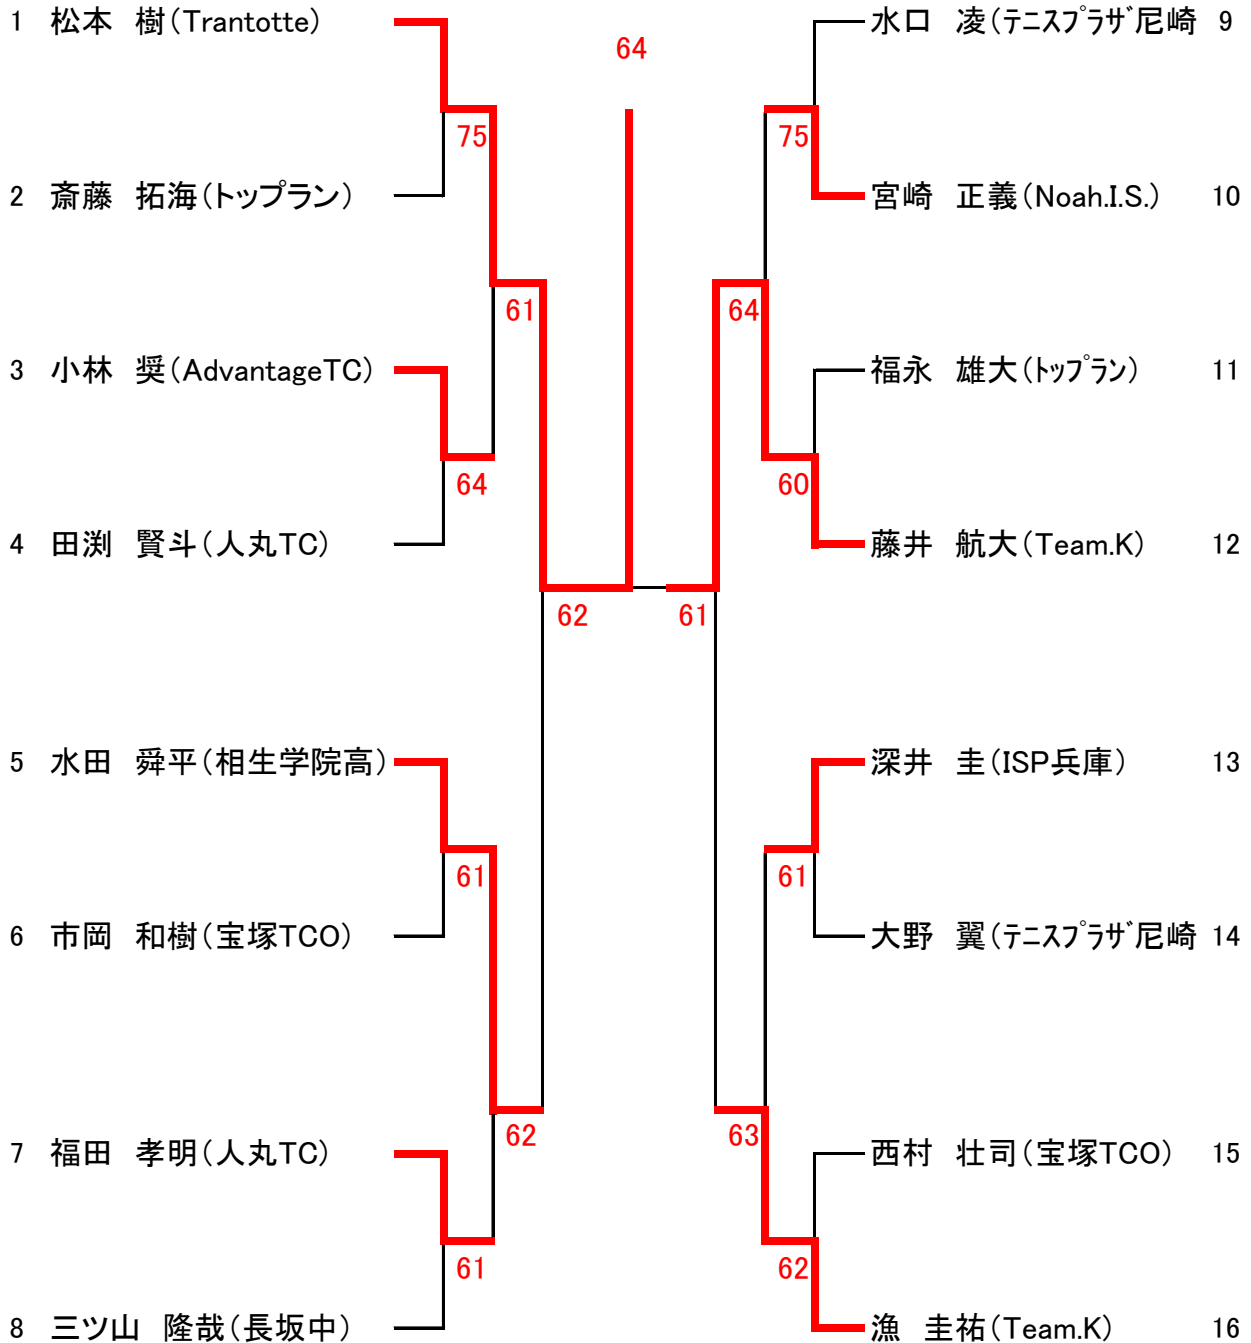 1 松本 樹(Trantotte)
水口 凌(ﾃﾆｽﾌﾟﾗｻﾞ尼崎 9
64
75
75
2 斎藤 拓海(トップラン)
宮崎 正義(Noah.I.S.) 10
61
64
3 小林 奨(AdvantageTC)
福永 雄大(ﾄｯﾌﾟﾗﾝ) 11
64
60
4 田渕 賢斗(人丸TC)
藤井 航大(Team.K) 12
62
61
5 水田 舜平(相生学院高)
深井 圭(ISP兵庫) 13
61
61
6 市岡 和樹(宝塚TCO)
大野 翼(ﾃﾆｽﾌﾟﾗｻﾞ尼崎 14
62
63
7 福田 孝明(人丸TC)
西村 壮司(宝塚TCO) 15
61
62
8 三ツ山 隆哉(長坂中)
漁 圭祐(Team.K) 16